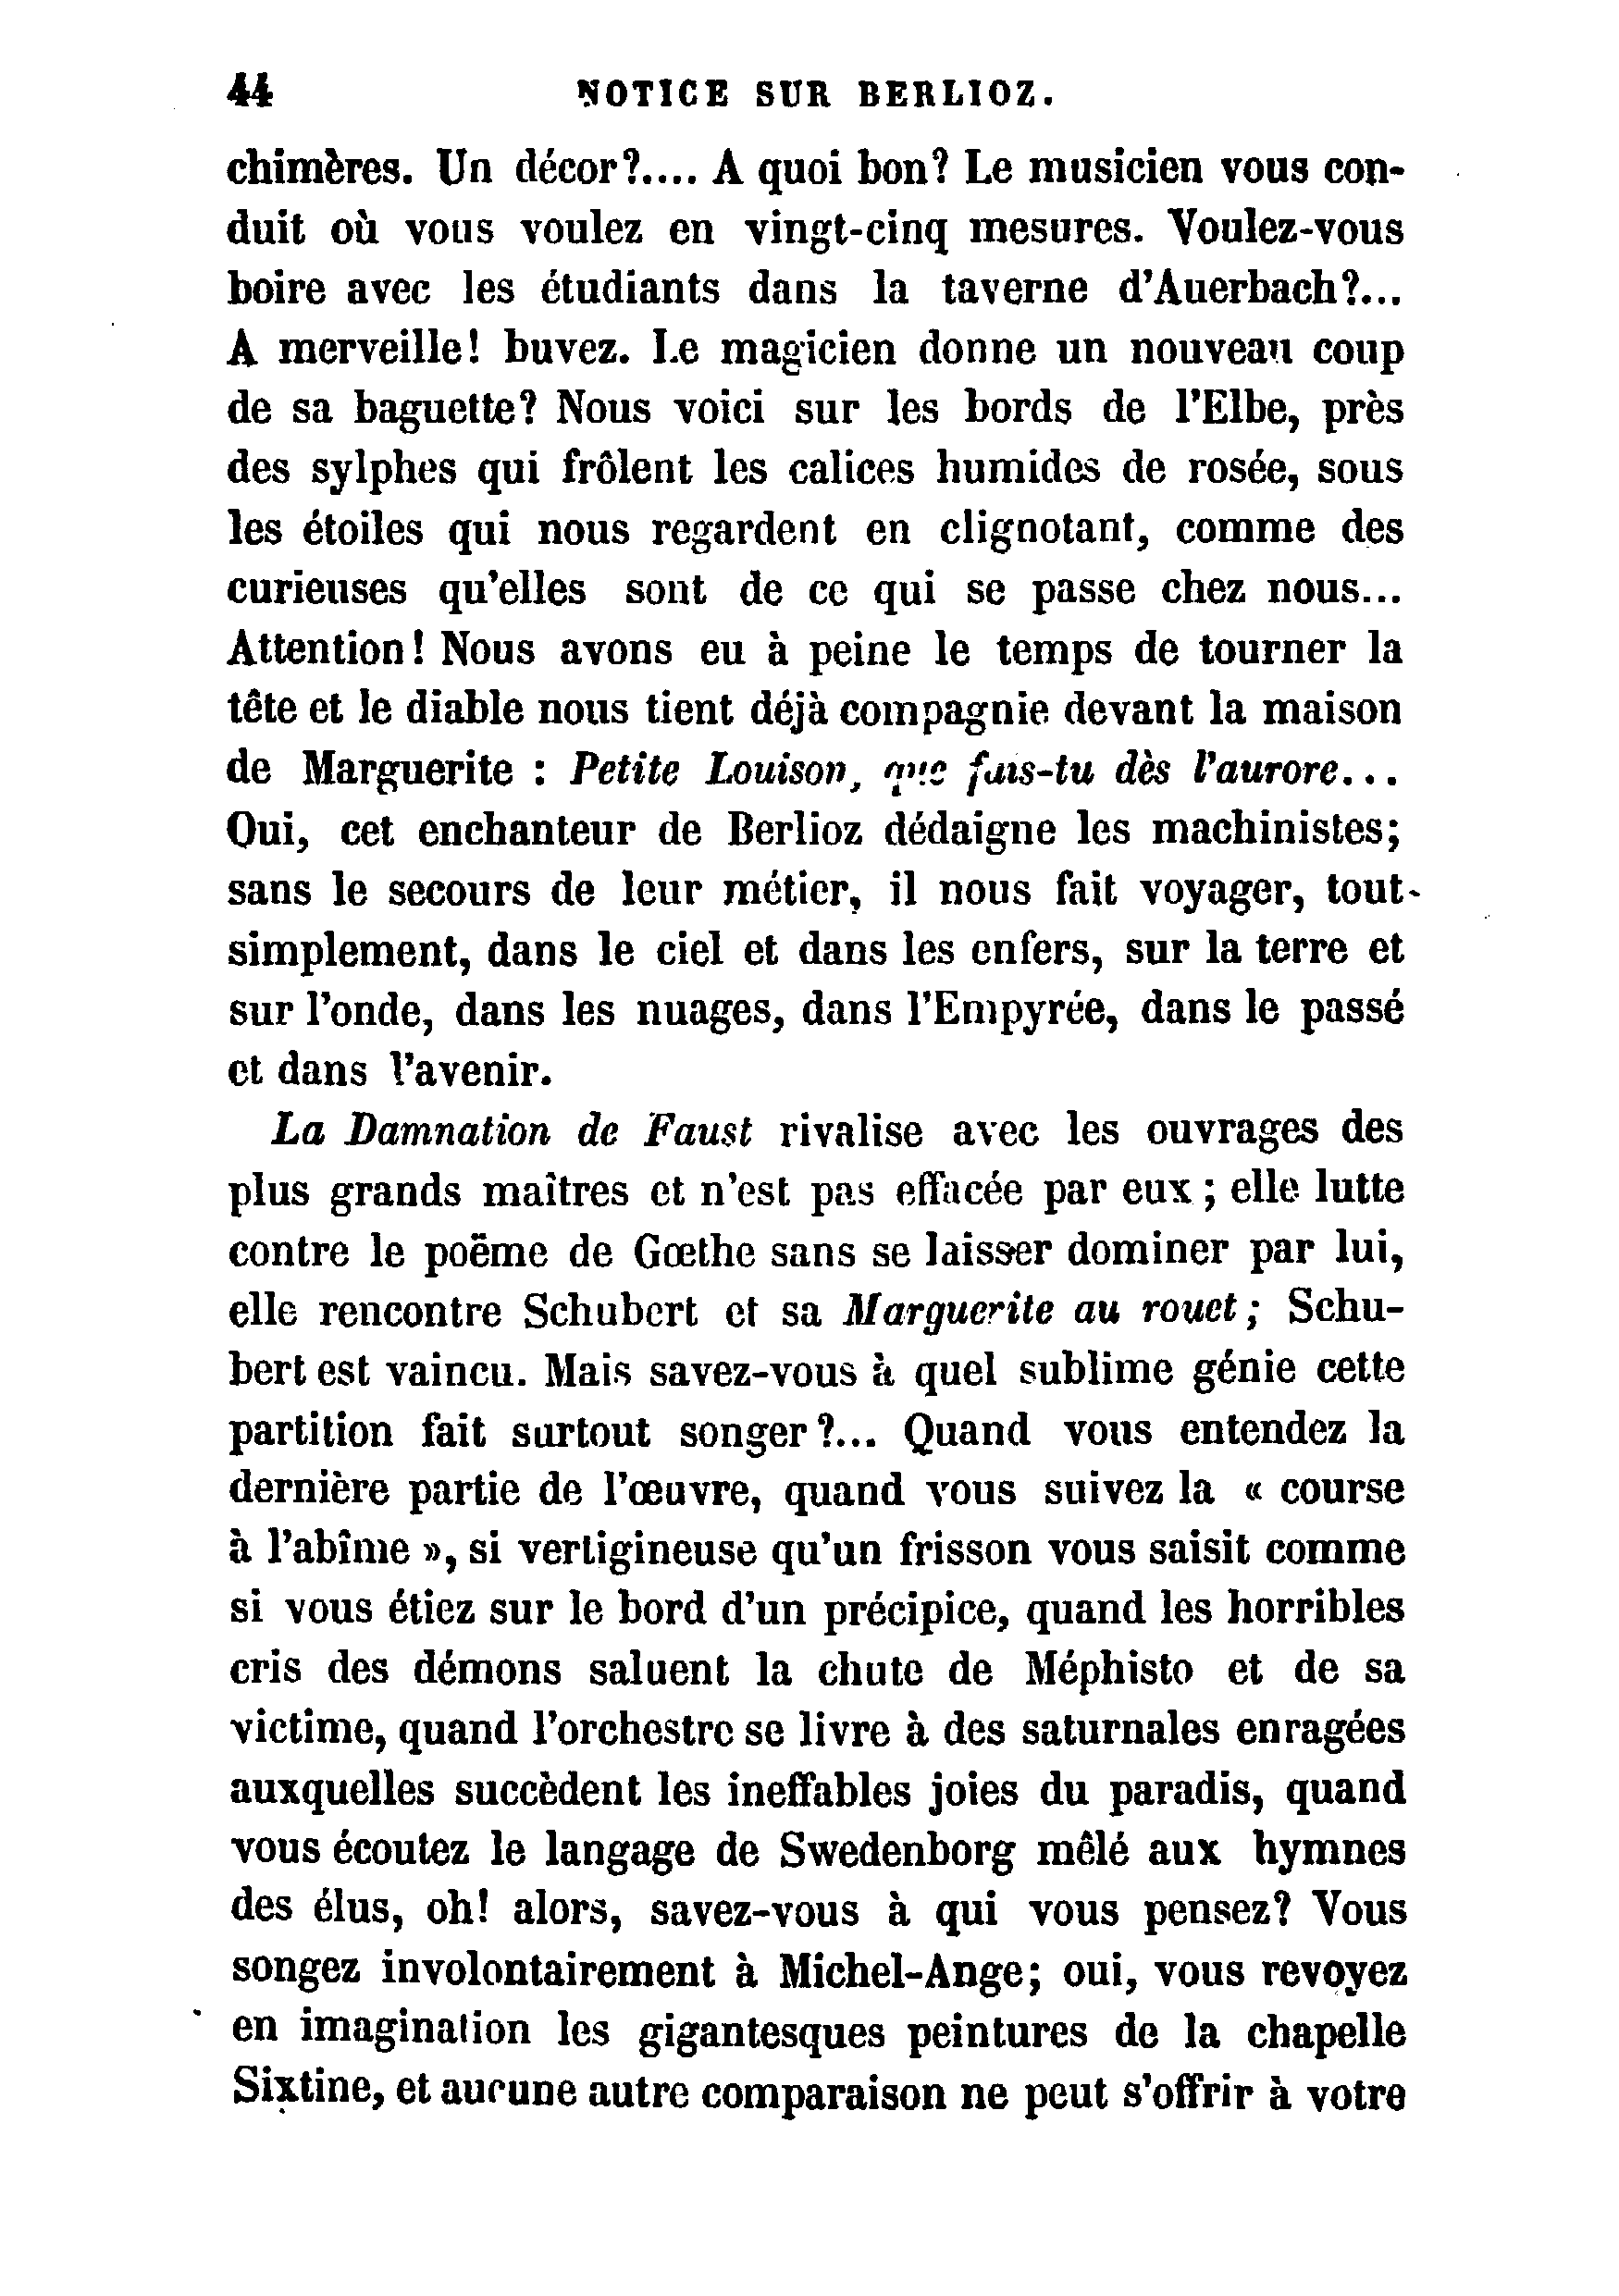 44 NOTICE SUR BERLIOZ.
chimères. Un décor?.... A quoi bon? Le musicien vous con-
duit où vous voulez en vingt-cinq mesures. Voulez-vous
boire avec les étudiants dans la taverne d'Auerbach?...
A merveille! buvez. Le magicien donne un nouveau coup
de sa baguette? Nous voici sur les bords de l'Elbe, près
des sylphes qui frôlent les calices humides de rosée, sous
les étoiles qui nous regardent en clignotant, comme des
curieuses qu'elles sont de ce qui se passe chez nous...
Attention! Nous avons eu à peine le temps de tourner la
tête et le diable nous tient déjà compagnie devant la maison
de Marguerite : Petite Louison, que fais-tu dès l'aurore...
Oui, cet enchanteur de Berlioz dédaigne les machinistes;
sans le secours de leur métier, il nous fait voyager, tout-
simplement, dans le ciel et dans les enfers, sur la terre et
sur l'onde, dans les nuages, dans l'Empyrée, dans le passé
et dans l'avenir.
La Damnation de Faust rivalise avec les ouvrages des
plus grands maîtres et n'est pas effacée par eux ; elle lutte
contre le poëme de Gœthe sans se laisser dominer par lui,
elle rencontre Schubert et sa Marguerite au rouet ; Schu-
bert est vaincu. Mais savez-vous à quel sublime génie cette
partition fait surtout songer ?... Quand vous entendez la
dernière partie de l'œuvre, quand vous suivez la « course
à l'abîme », si vertigineuse qu'un frisson vous saisit comme
si vous étiez sur le bord d'un précipice, quand les horribles
cris des démons saluent la chute de Méphisto et de sa
victime, quand l'orchestre se livre à des saturnales enragées
auxquelles succèdent les ineffables joies du paradis, quand
vous écoutez le langage de Swedenborg mêlé aux hymnes
des élus, oh! alors, savez-vous à qui vous pensez? Vous
songez involontairement à Michel-Ange; oui, vous revoyez
en imagination les gigantesques peintures de la chapelle
Sixtine, et aucune autre comparaison ne peut s'offrir à votre